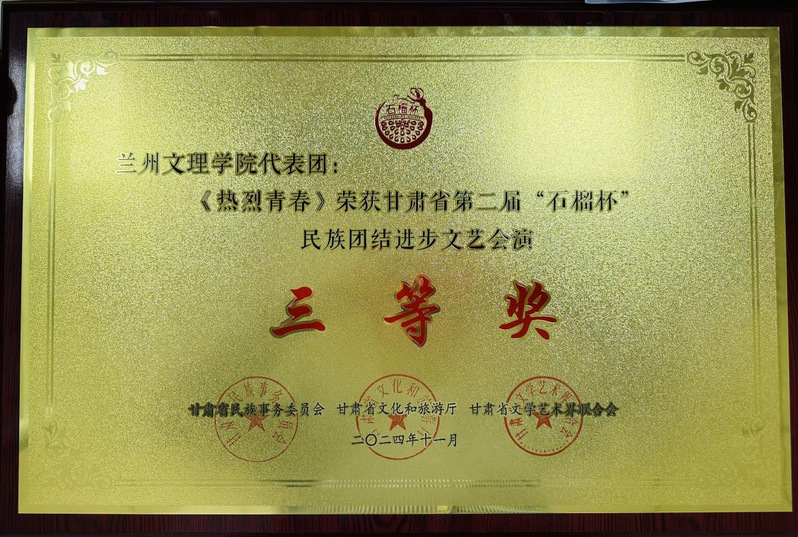 石榴杯
兰州文理学院代表团：
《热烈青春》荣获甘肃省第二届“石榴杯”
民族团结进步文艺会演
三等奖
甘肃省民族事务委员会 甘肃省文化和旅游厅 甘肃省文学艺术界联合会
二〇二四年十一月